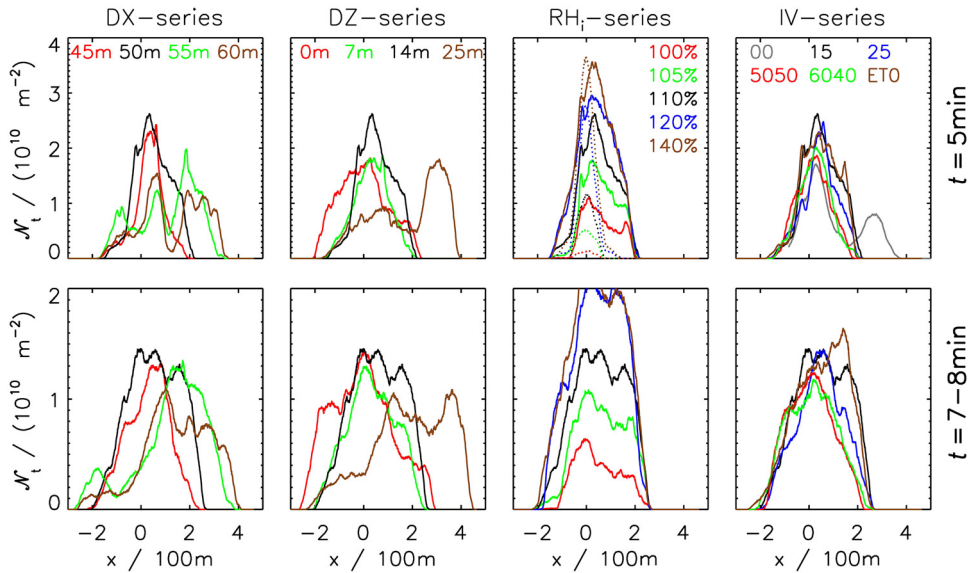 DX−series DZ−series RHi−series IV−series
4
3
2
1
0
𝒩t / (10¹⁰ m⁻²)
45m 50m 55m 60m
0m 7m 14m 25m
100%
105%
110%
120%
140%
00 15 25
5050 6040 ET0
t = 5min
2
1
0
𝒩t / (10¹⁰ m⁻²)
t = 7−8min
−2 0 2 4 −2 0 2 4 −2 0 2 4 −2 0 2 4
x / 100m x / 100m x / 100m x / 100m